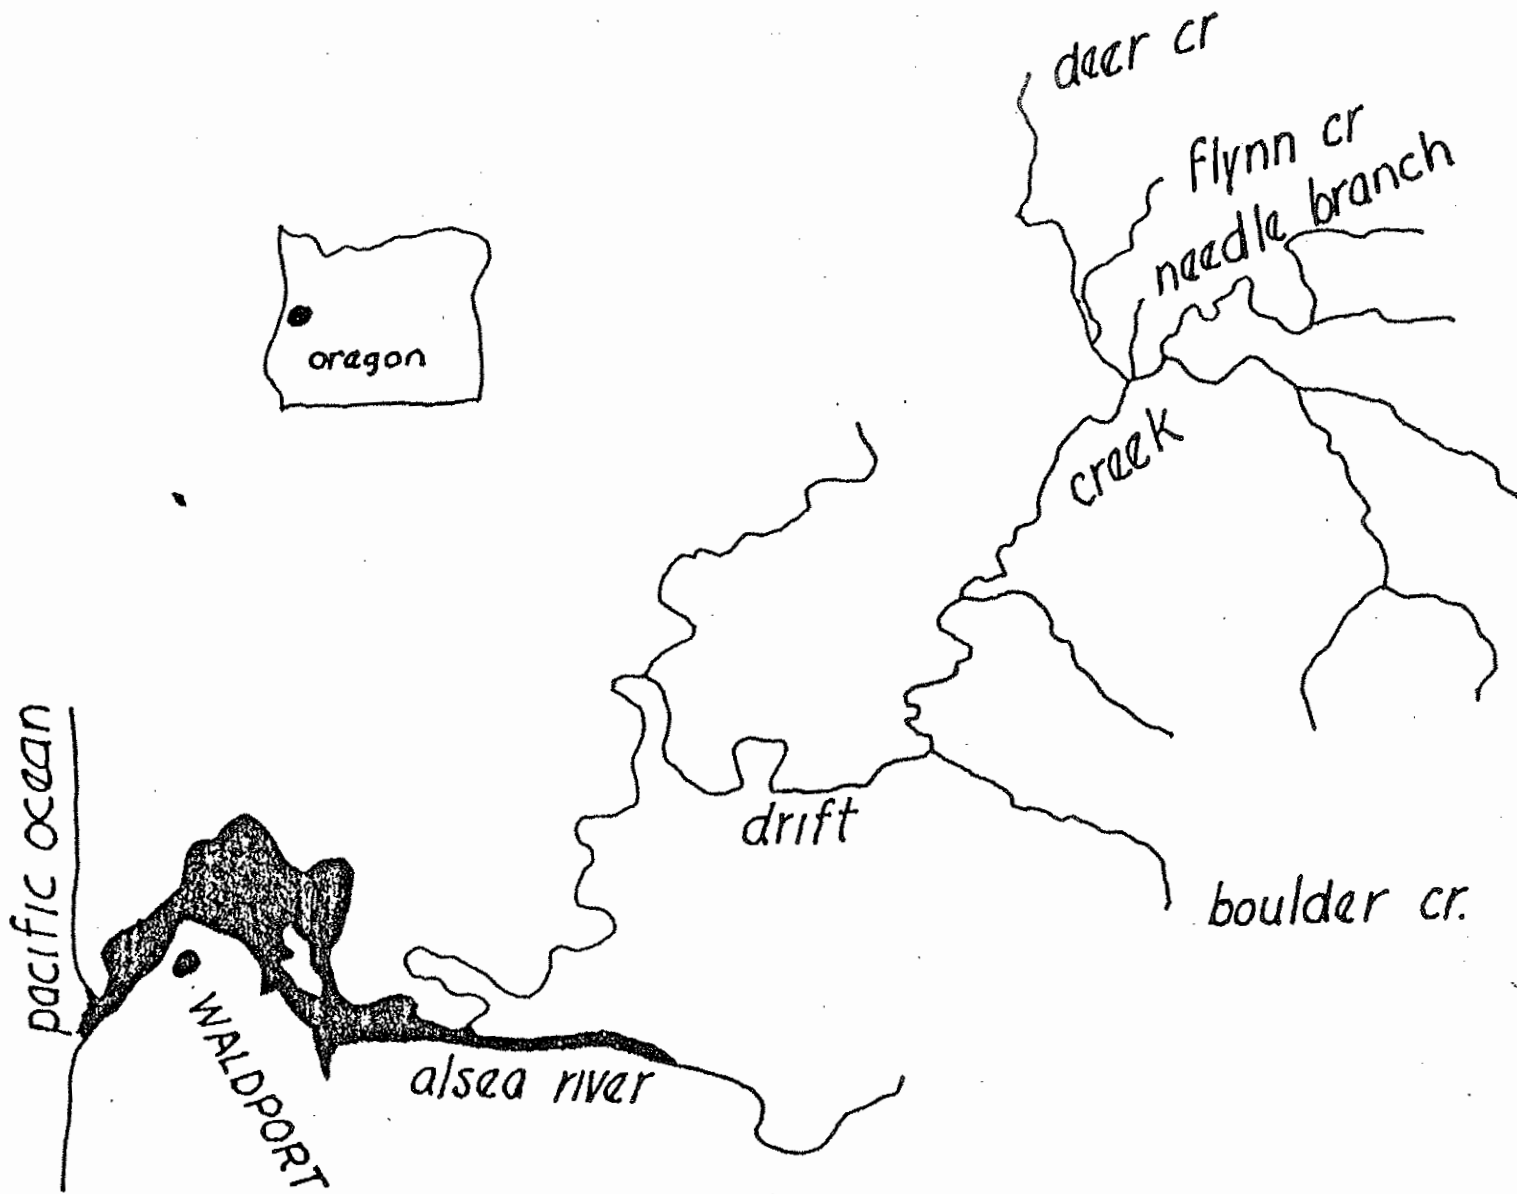 deer cr
flynn cr
needle branch
oregon
creek
drift
boulder cr.
pacific ocean
WALDPORT
alsea river